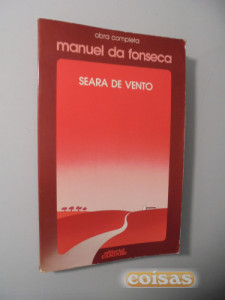 obra completa
manuel da fonseca
SEARA DE VENTO
coisas